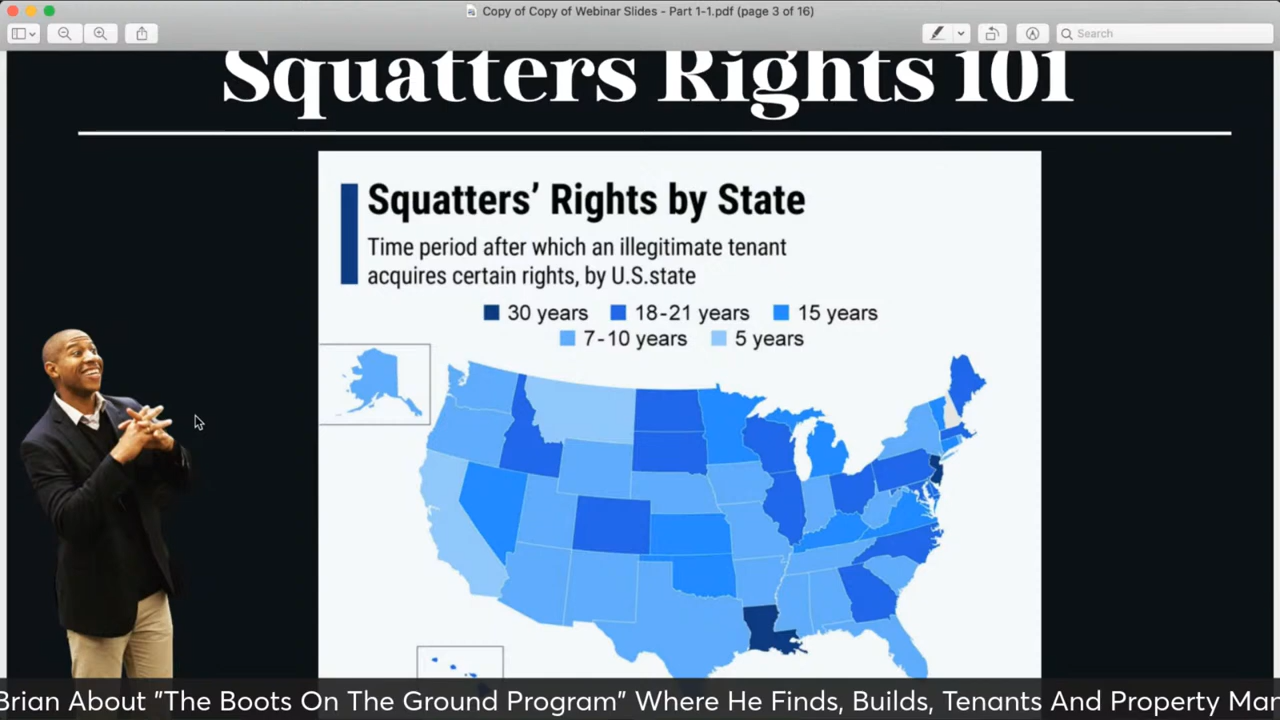 Copy of Copy of Webinar Slides - Part 1-1.pdf (page 3 of 16)
Search
Squatters Rights 101
Squatters' Rights by State
Time period after which an illegitimate tenant
acquires certain rights, by U.S.state
30 years 18-21 years 15 years
7-10 years 5 years
Brian About "The Boots On The Ground Program" Where He Finds, Builds, Tenants And Property Mar